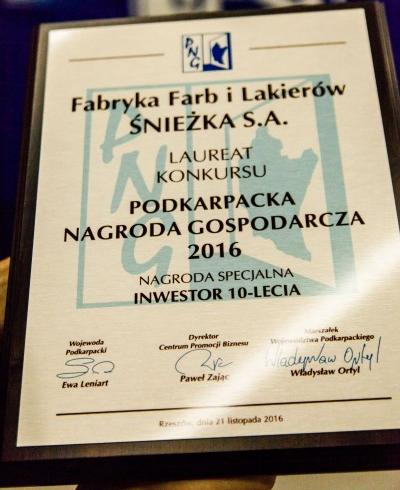 PNG
Fabryka Farb i Lakierów
ŚNIEŻKA S.A.
LAUREAT
KONKURSU
PODKARPACKA
NAGRODA GOSPODARCZA
2016
NAGRODA SPECJALNA
INWESTOR 10-LECIA
Wojewoda
Podkarpacki
Ewa Leniart
Dyrektor
Centrum Promocji Biznesu
Paweł Zając
Marszałek
Województwa Podkarpackiego
Władysław Ortyl
Władysław Ortyl
Rzeszów, dnia 21 listopada 2016